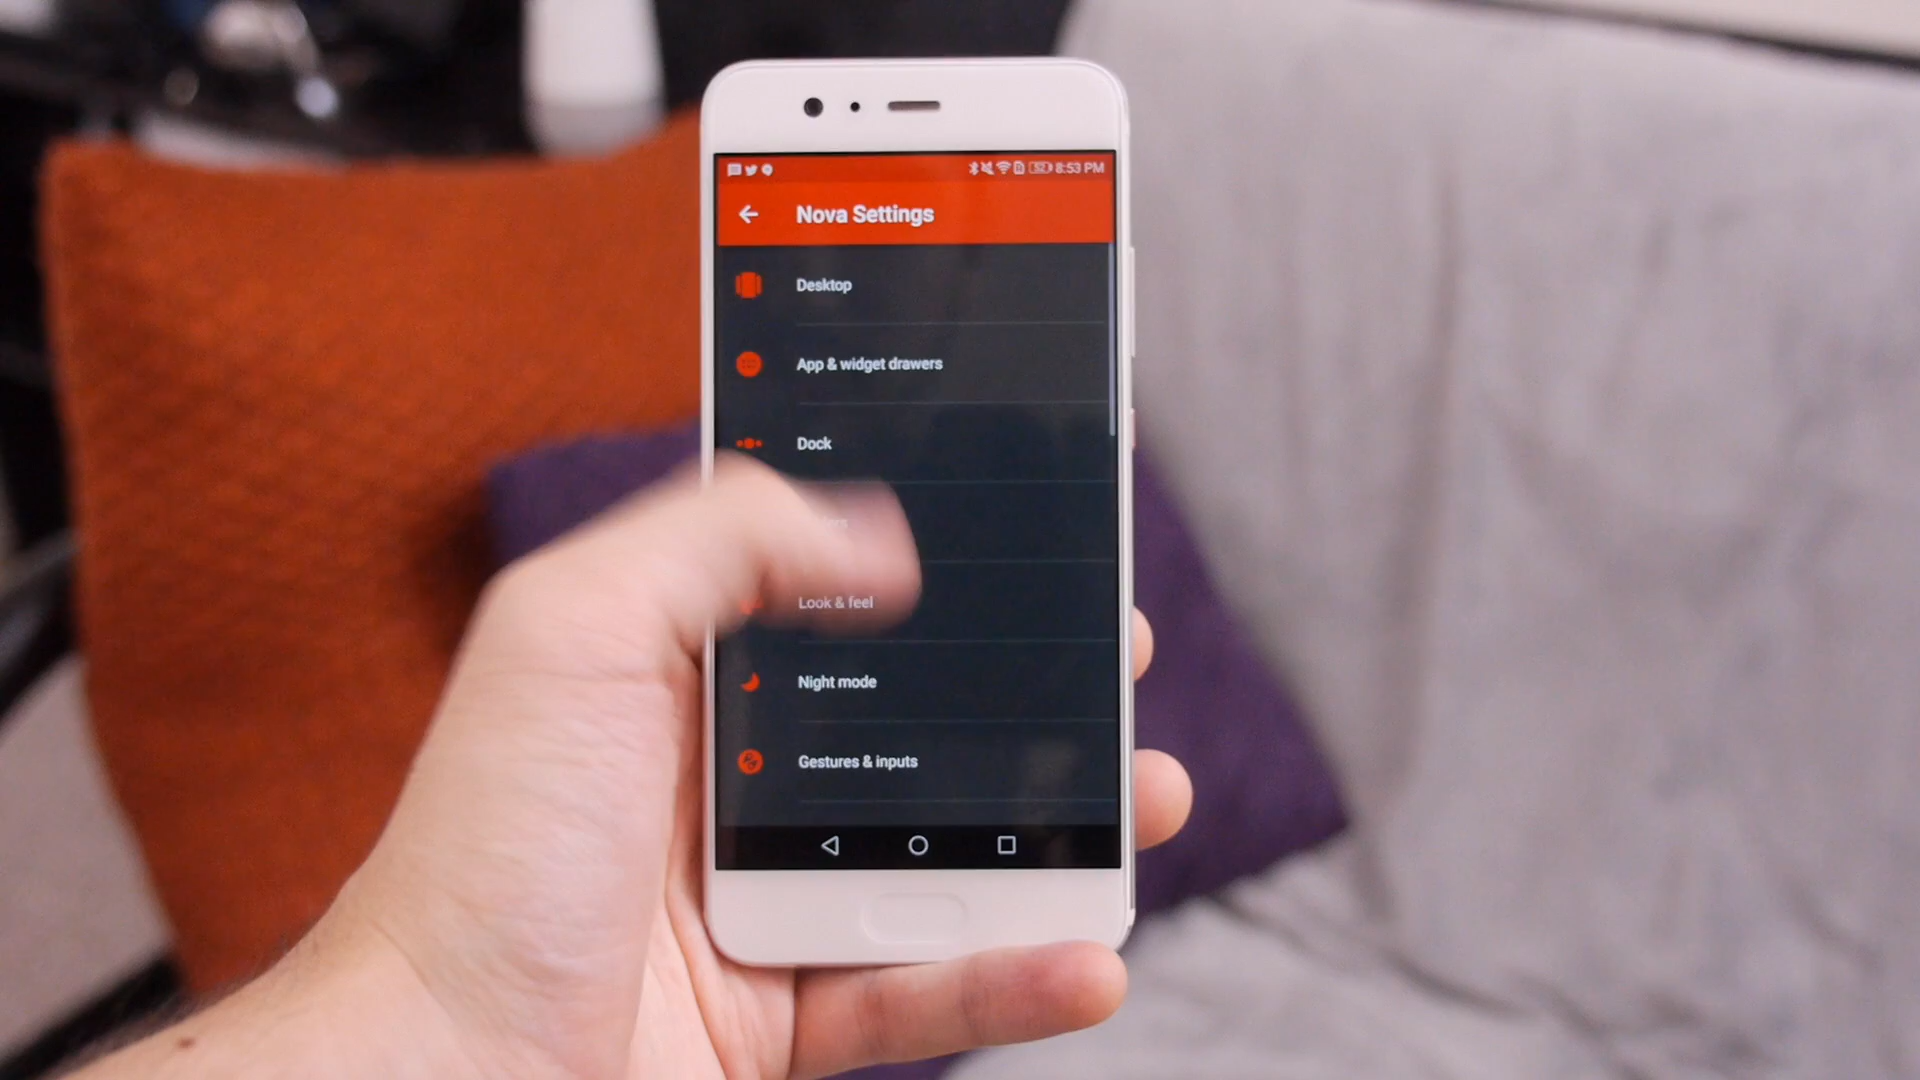 8:53 PM
Nova Settings
Desktop
App & widget drawers
Dock
Look & feel
Night mode
Gestures & inputs